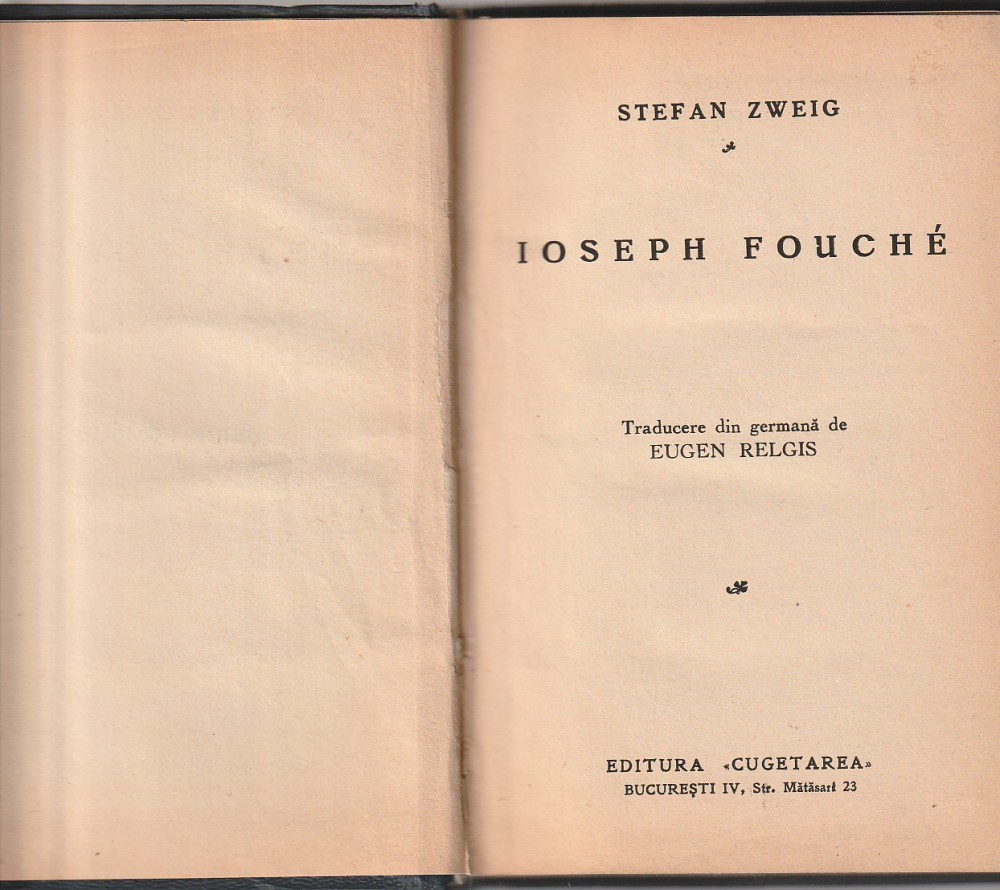 STEFAN ZWEIG
IOSEPH FOUCHÉ
Traducere din germană de
EUGEN RELGIS
EDITURA «CUGETAREA»
BUCUREŞTI IV, Str. Mătăsari 23